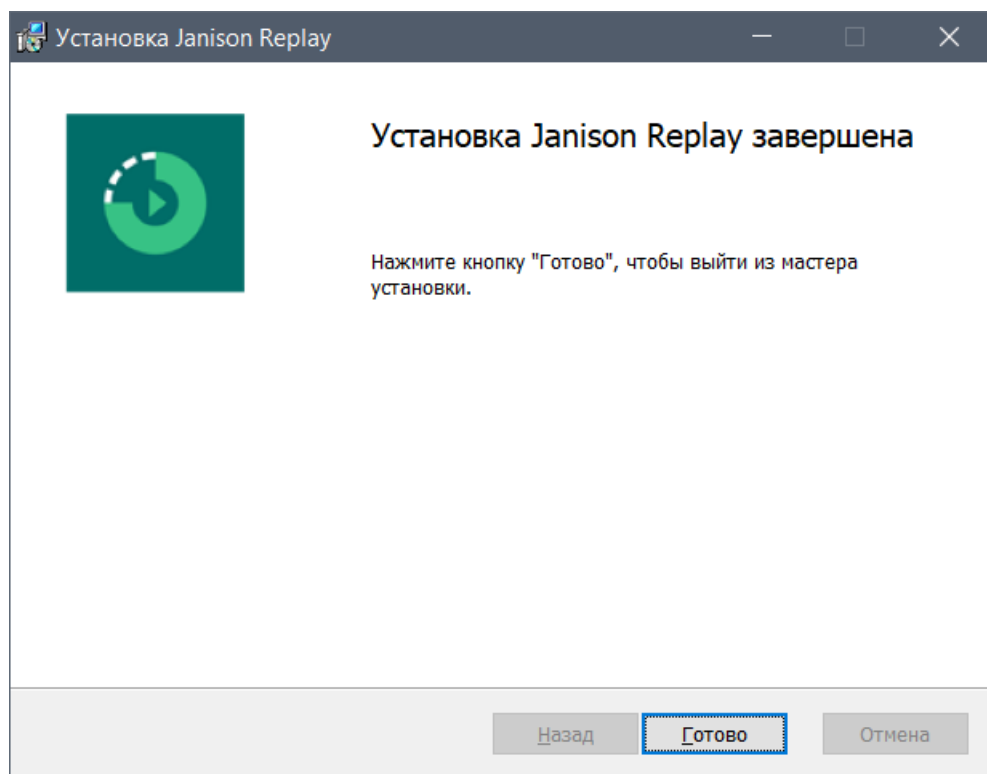 Установка Janison Replay
Установка Janison Replay завершена
Нажмите кнопку "Готово", чтобы выйти из мастера
установки.
Назад
Готово
Отмена